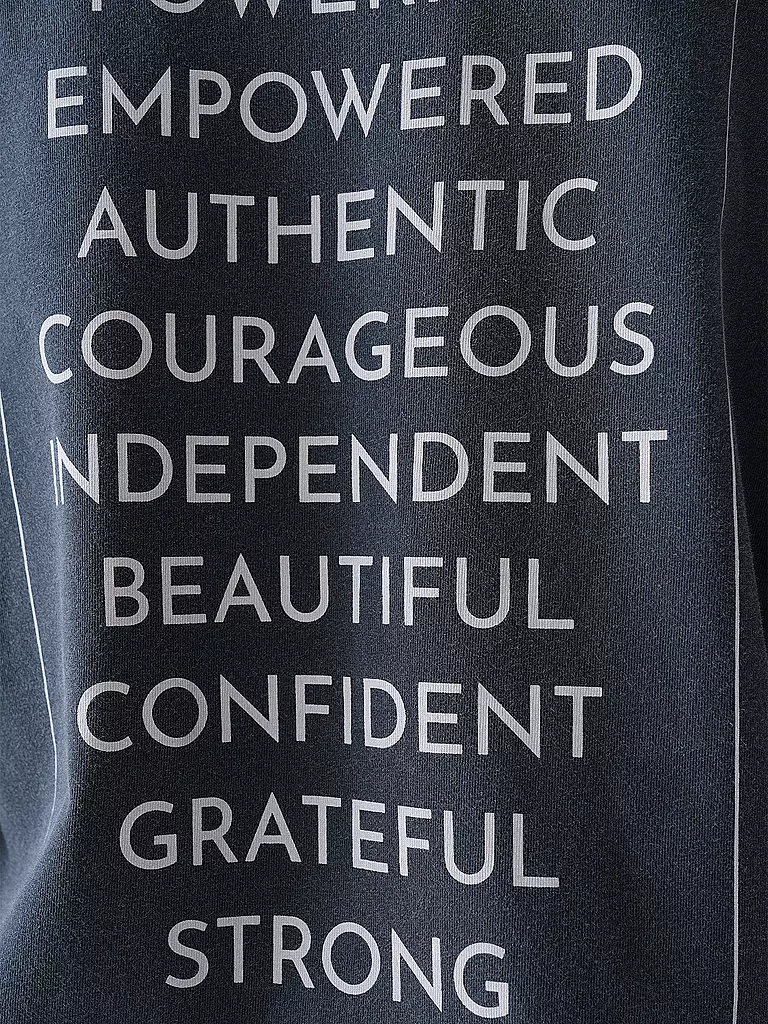 EMPOWERED
AUTHENTIC
COURAGEOUS
INDEPENDENT
BEAUTIFUL
CONFIDENT
GRATEFUL
STRONG